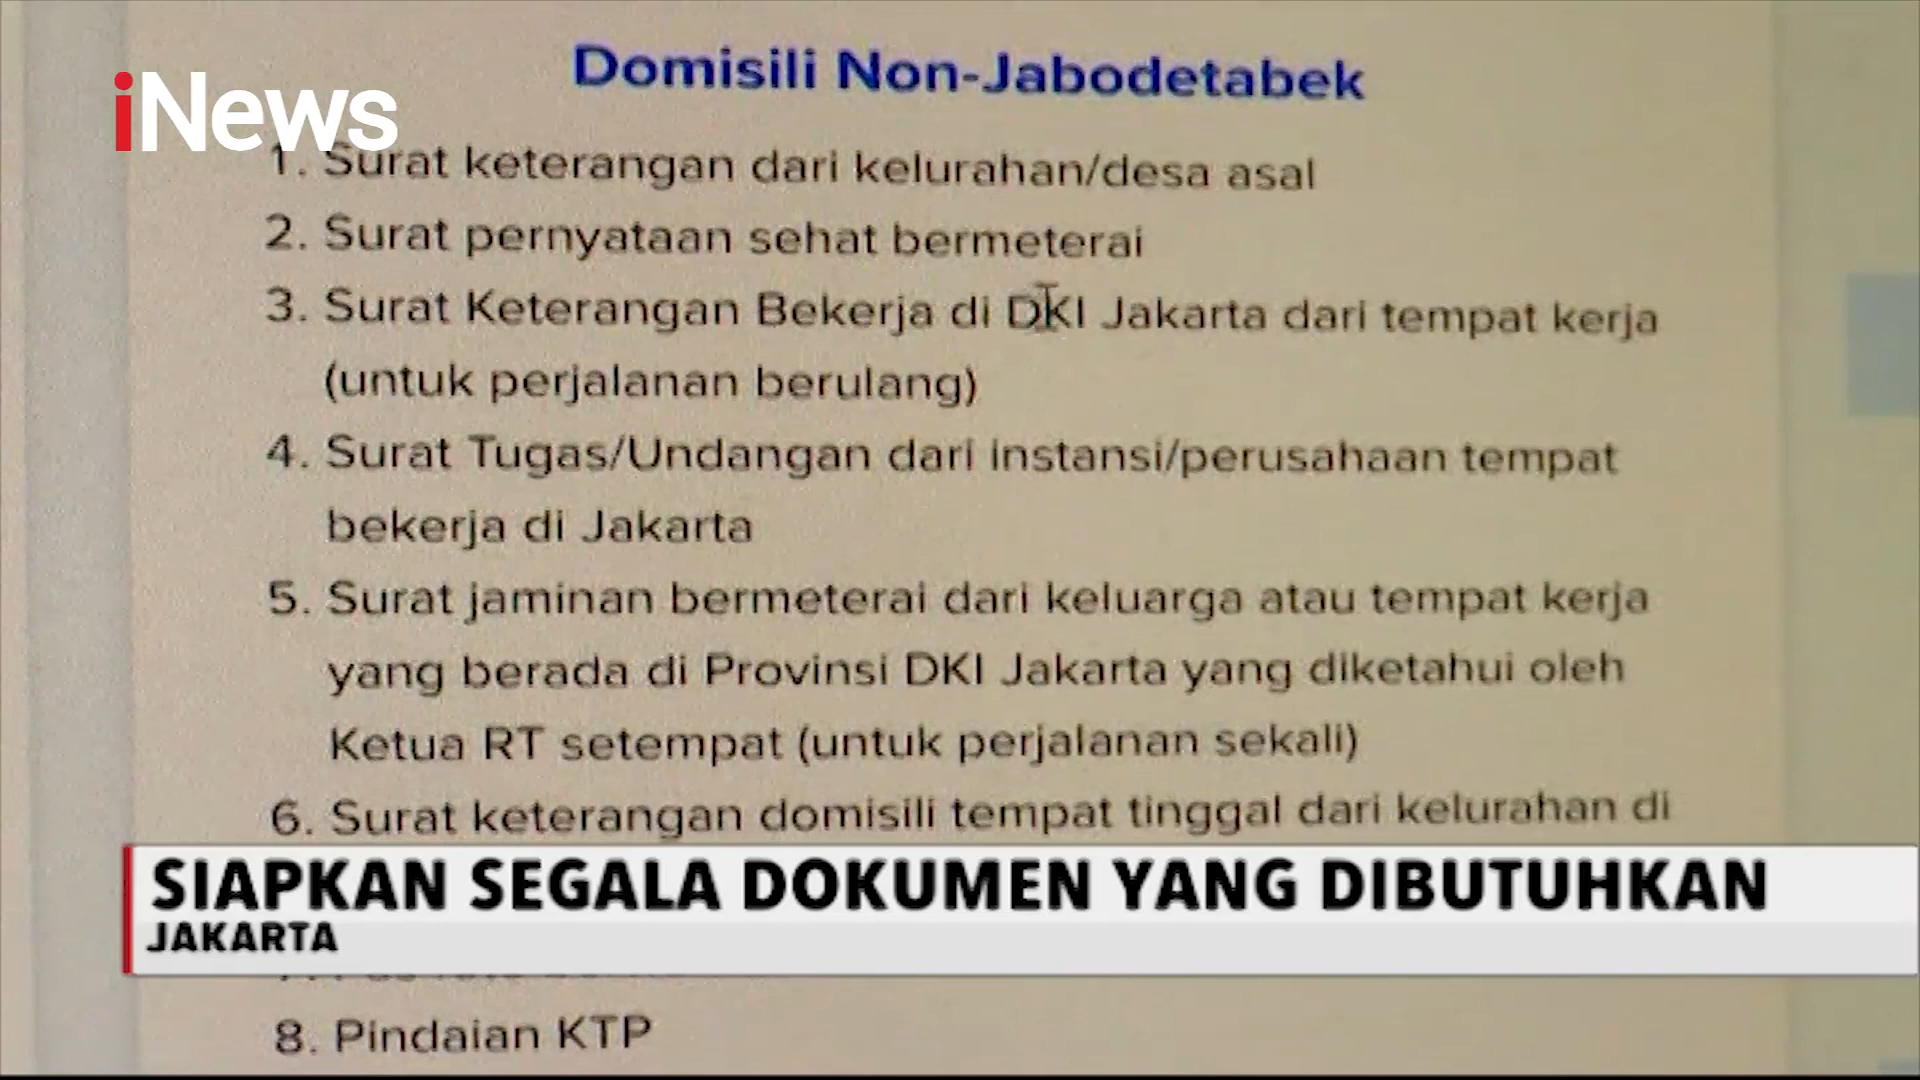 Domisili Non-Jabodetabek
iNews
1. Surat keterangan dari kelurahan/desa asal
2. Surat pernyataan sehat bermeterai
3. Surat Keterangan Bekerja di DKI Jakarta dari tempat kerja
(untuk perjalanan berulang)
4. Surat Tugas/Undangan dari instansi/perusahaan tempat
bekerja di Jakarta
5. Surat jaminan bermeterai dari keluarga atau tempat kerja
yang berada di Provinsi DKI Jakarta yang diketahui oleh
Ketua RT setempat (untuk perjalanan sekali)
6. Surat keterangan domisili tempat tinggal dari kelurahan di
SIAPKAN SEGALA DOKUMEN YANG DIBUTUHKAN
JAKARTA
8. Pindaian KTP